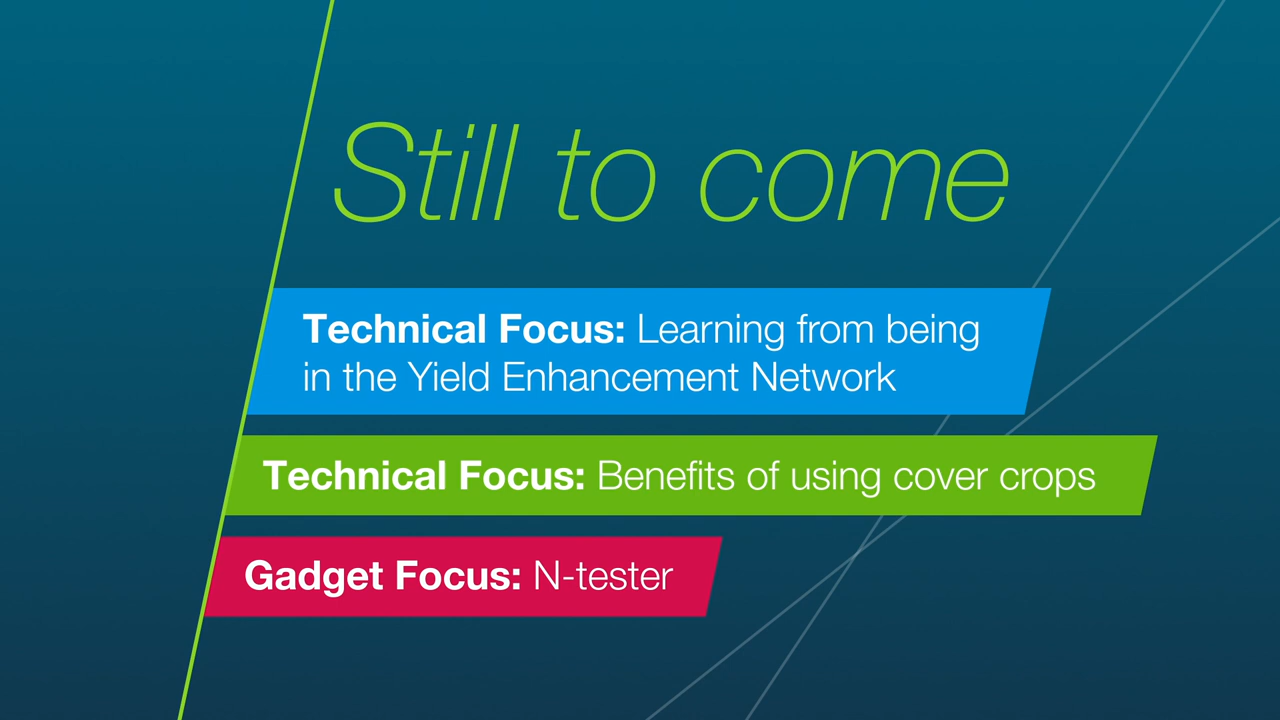 Still to come
Technical Focus: Learning from being
in the Yield Enhancement Network
Technical Focus: Benefits of using cover crops
Gadget Focus: N-tester